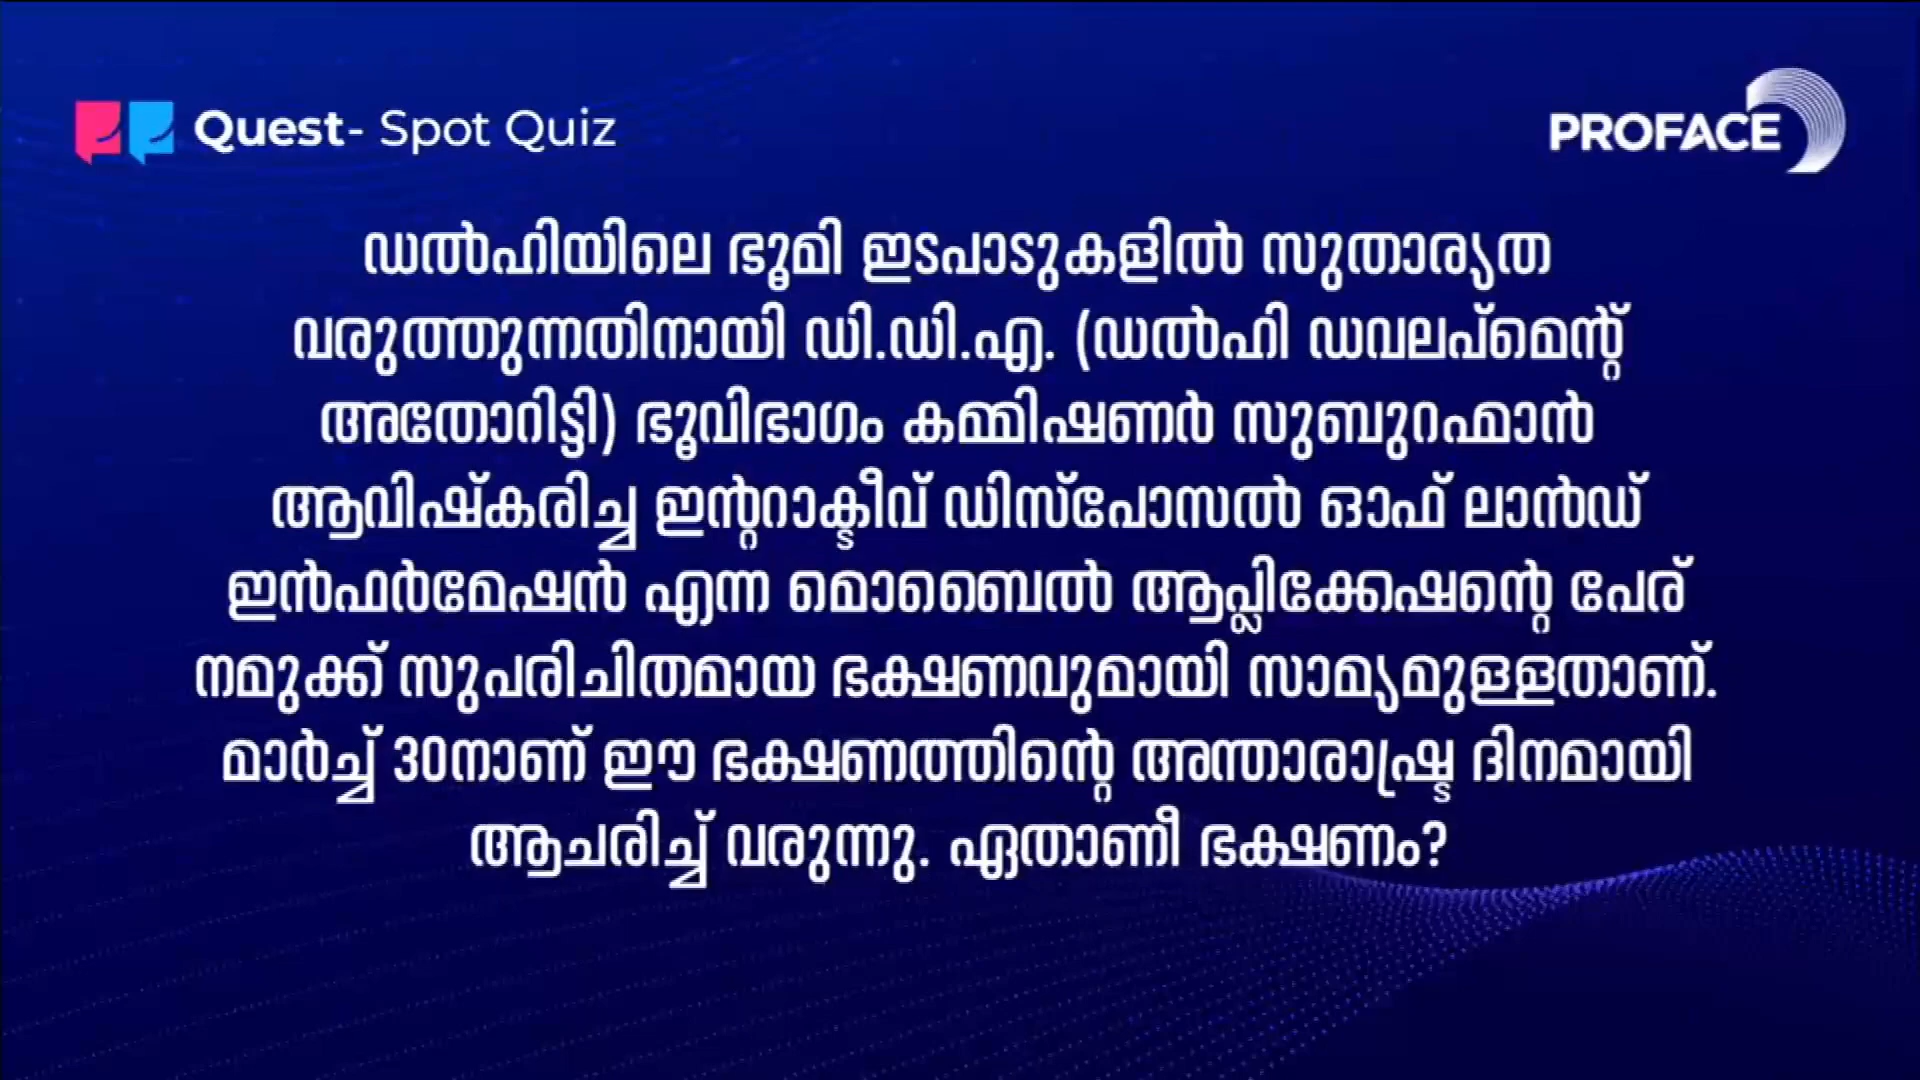 Quest- Spot Quiz
PROFACE
ഡൽഹിയിലെ ഭൂമി ഇടപാടുകളിൽ സുതാര്യത
വരുത്തുന്നതിനായി ഡി.ഡി.എ. (ഡൽഹി ഡവലപ്മെന്റ്
അതോറിട്ടി) ഭൂവിഭാഗം കമ്മിഷണർ സുബുറഹ്മാൻ
ആവിഷ്കരിച്ച ഇന്ററാക്ടീവ് ഡിസ്പോസൽ ഓഫ് ലാൻഡ്
ഇൻഫർമേഷൻ എന്ന മൊബൈൽ ആപ്ലിക്കേഷന്റെ പേര്
നമുക്ക് സുപരിചിതമായ ഭക്ഷണവുമായി സാമ്യമുള്ളതാണ്.
മാർച്ച് 30നാണ് ഈ ഭക്ഷണത്തിന്റെ അന്താരാഷ്ട്ര ദിനമായി
ആചരിച്ച് വരുന്നു. ഏതാണീ ഭക്ഷണം?